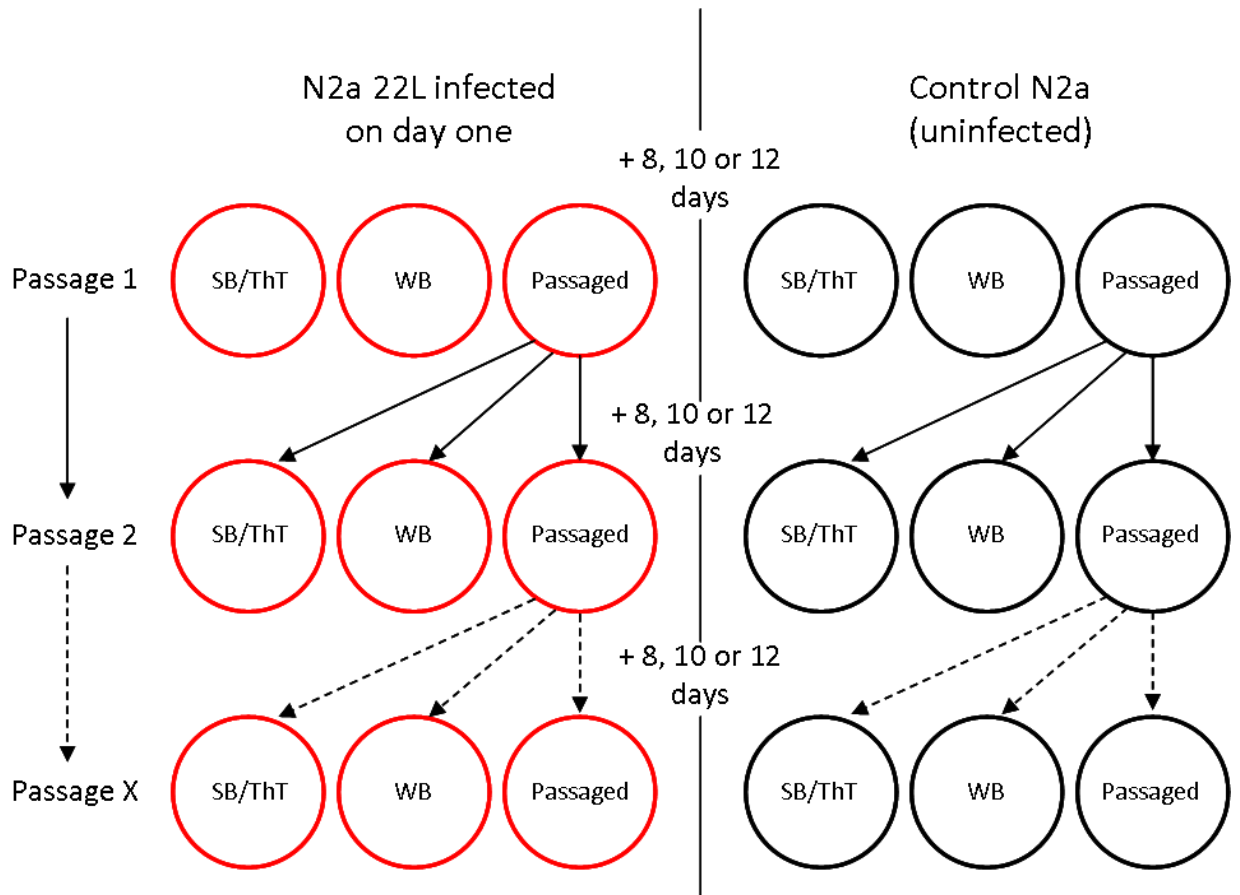 N2a 22L infected
on day one
Control N2a
(uninfected)
+ 8, 10 or 12
days
Passage 1
SB/ThT
WB
Passaged
SB/ThT
WB
Passaged
+ 8, 10 or 12
days
Passage 2
SB/ThT
WB
Passaged
SB/ThT
WB
Passaged
+ 8, 10 or 12
days
Passage X
SB/ThT
WB
Passaged
SB/ThT
WB
Passaged